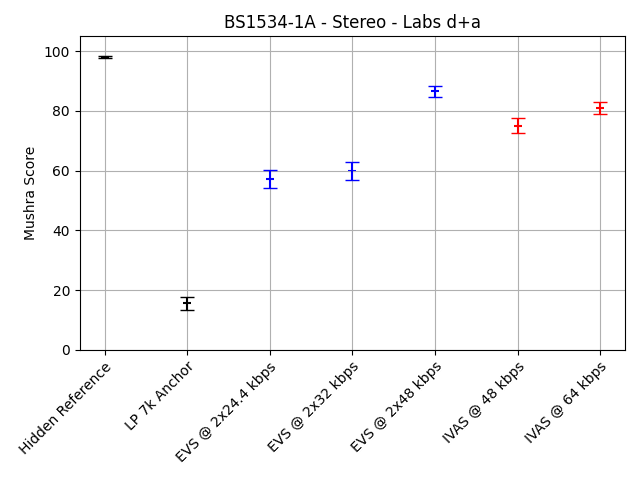 BS1534-1A - Stereo - Labs d+a
Mushra Score
100
80
60
40
20
0
Hidden Reference
LP 7k Anchor
EVS @ 2x24.4 kbps
EVS @ 2x32 kbps
EVS @ 2x48 kbps
IVAS @ 48 kbps
IVAS @ 64 kbps